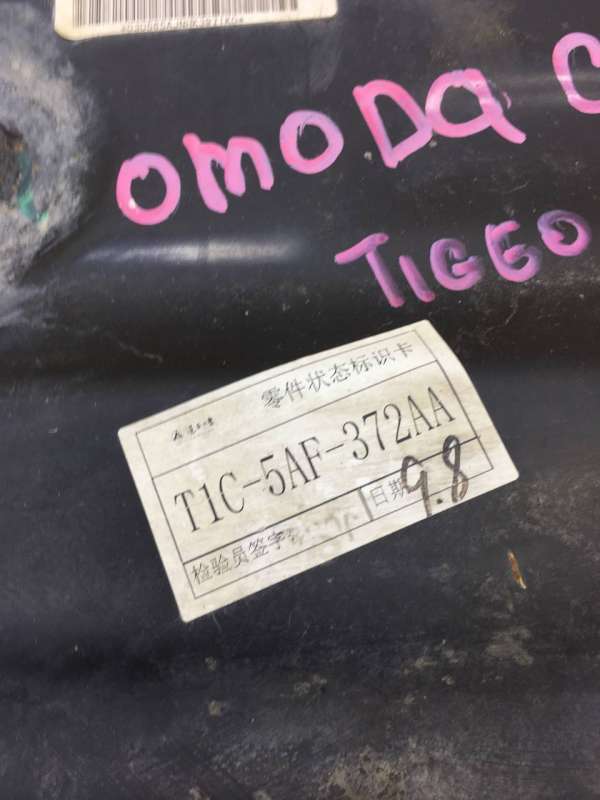 OMODA C
TIGGO
零件状态标识卡
T1C-5AF-372AA
检验员签字
日期 9.8